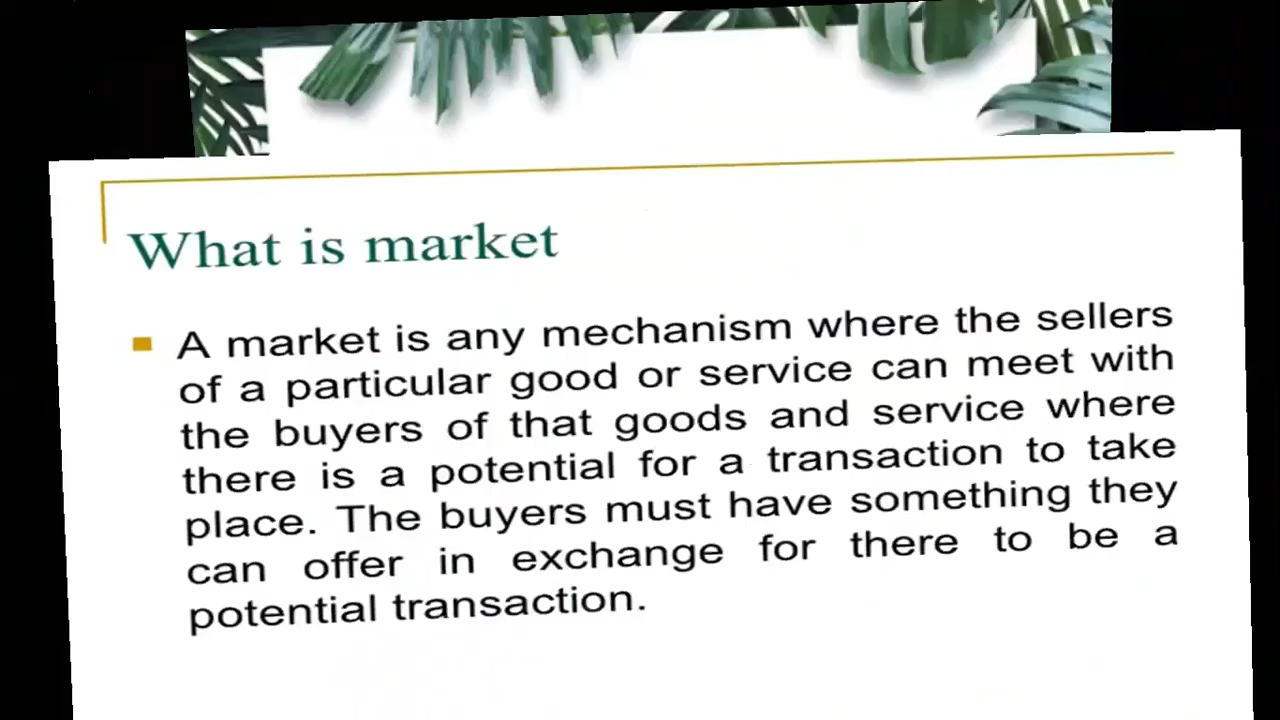 What is market
A market is any mechanism where the sellers
of a particular good or service can meet with
the buyers of that goods and service where
there is a potential for a transaction to take
place. The buyers must have something they
can offer in exchange for there to be a
potential transaction.